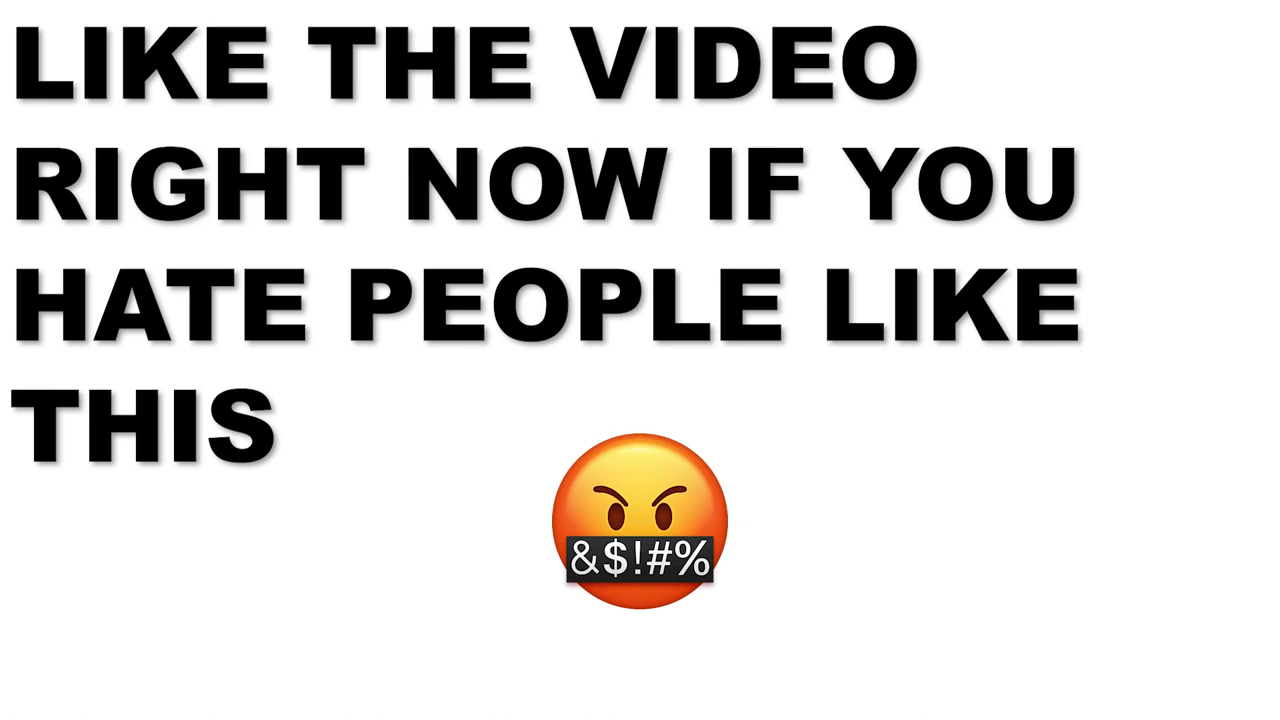 LIKE THE VIDEO
RIGHT NOW IF YOU
HATE PEOPLE LIKE
THIS
&$!#%